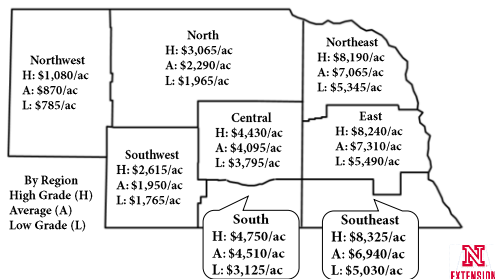 Northwest
H: $1,080/ac
A: $870/ac
L: $785/ac
North
H: $3,065/ac
A: $2,290/ac
L: $1,965/ac
Northeast
H: $8,190/ac
A: $7,065/ac
L: $5,345/ac
Central
H: $4,430/ac
A: $4,095/ac
L: $3,795/ac
East
H: $8,240/ac
A: $7,310/ac
L: $5,490/ac
Southwest
H: $2,615/ac
A: $1,950/ac
L: $1,765/ac
By Region
High Grade (H)
Average (A)
Low Grade (L)
South
H: $4,750/ac
A: $4,510/ac
L: $3,125/ac
Southeast
H: $8,325/ac
A: $6,940/ac
L: $5,030/ac
N
EXTENSION